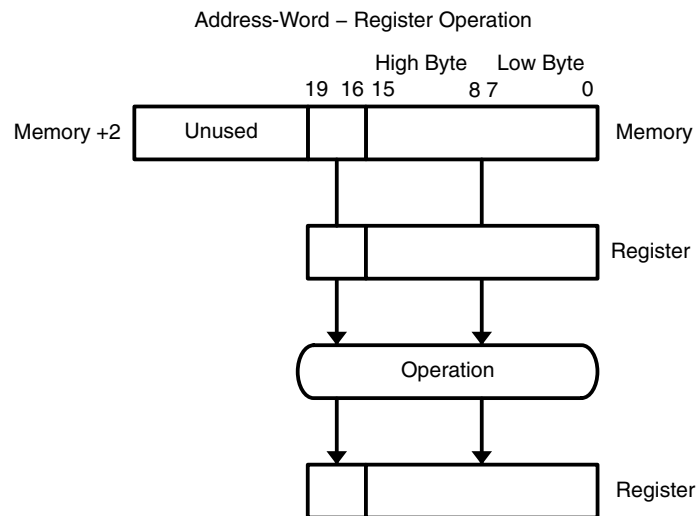 Address-Word – Register Operation
High Byte Low Byte
19 16 15 8 7 0
Memory +2 Unused Memory
Register
Operation
Register